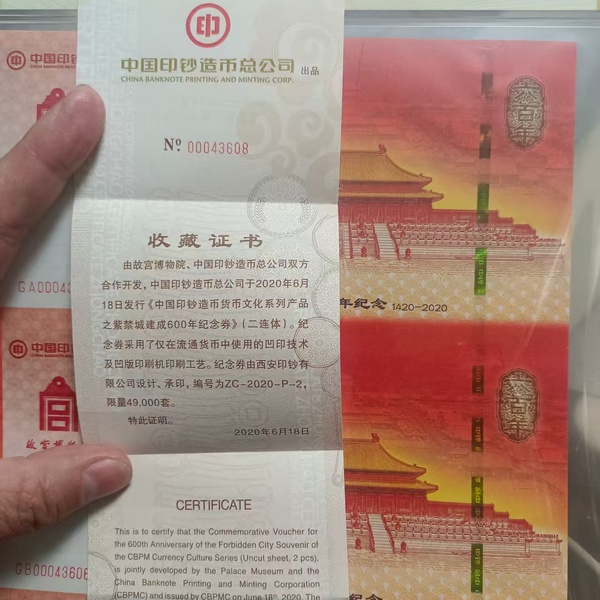 中国印钞造币总公司 出品
CHINA BANKNOTE PRINTING AND MINTING CORP.
Nº 00043608
收藏证书
由故宫博物院、中国印钞造币总公司双方
合作开发，中国印钞造币总公司于2020年6月
18日发行《中国印钞造币货币文化系列产品
之紫禁城建成600年纪念券》（二连体）。纪
念券采用了仅在流通货币中使用的凹印技术
及凹版印刷机印刷工艺。纪念券由西安印钞有
限公司设计、承印，编号为ZC-2020-P-2，
限量49,000套。
特此证明。
2020年6月18日
CERTIFICATE
This is to certify that the Commemorative Voucher for
the 600th Anniversary of the Forbidden City Souvenir of
the CBPM Currency Culture Series (Uncut sheet, 2 pcs),
is jointly developed by the Palace Museum and the
China Banknote Printing and Minting Corporation
(CBPMC) and issued by CBPMC on June 18th, 2020. The
中国印钞造
CHINA BANKNOTE
GA00043
中国印钞
CHINA BANKNOTE
故宫博
GB00043608
年纪念 1420-2020